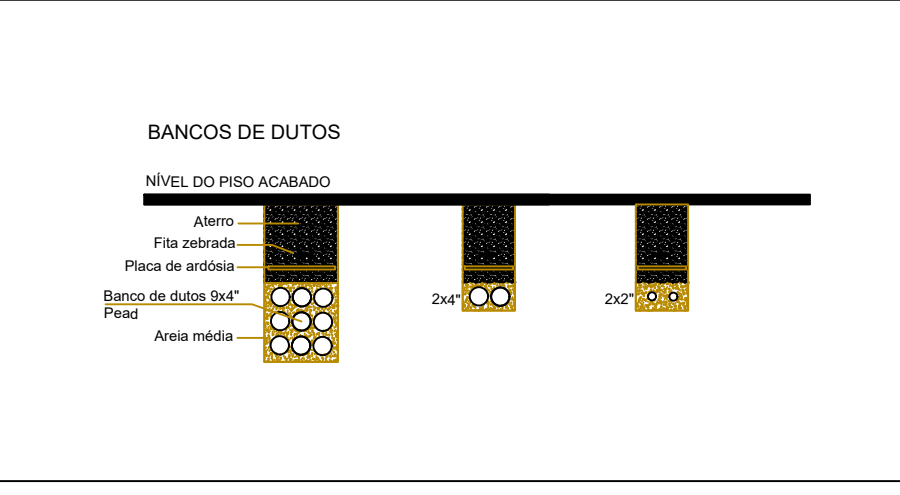 BANCOS DE DUTOS
NÍVEL DO PISO ACABADO
Aterro
Fita zebrada
Placa de ardósia
Banco de dutos 9x4"
Pead
Areia média
2x4"
2x2"